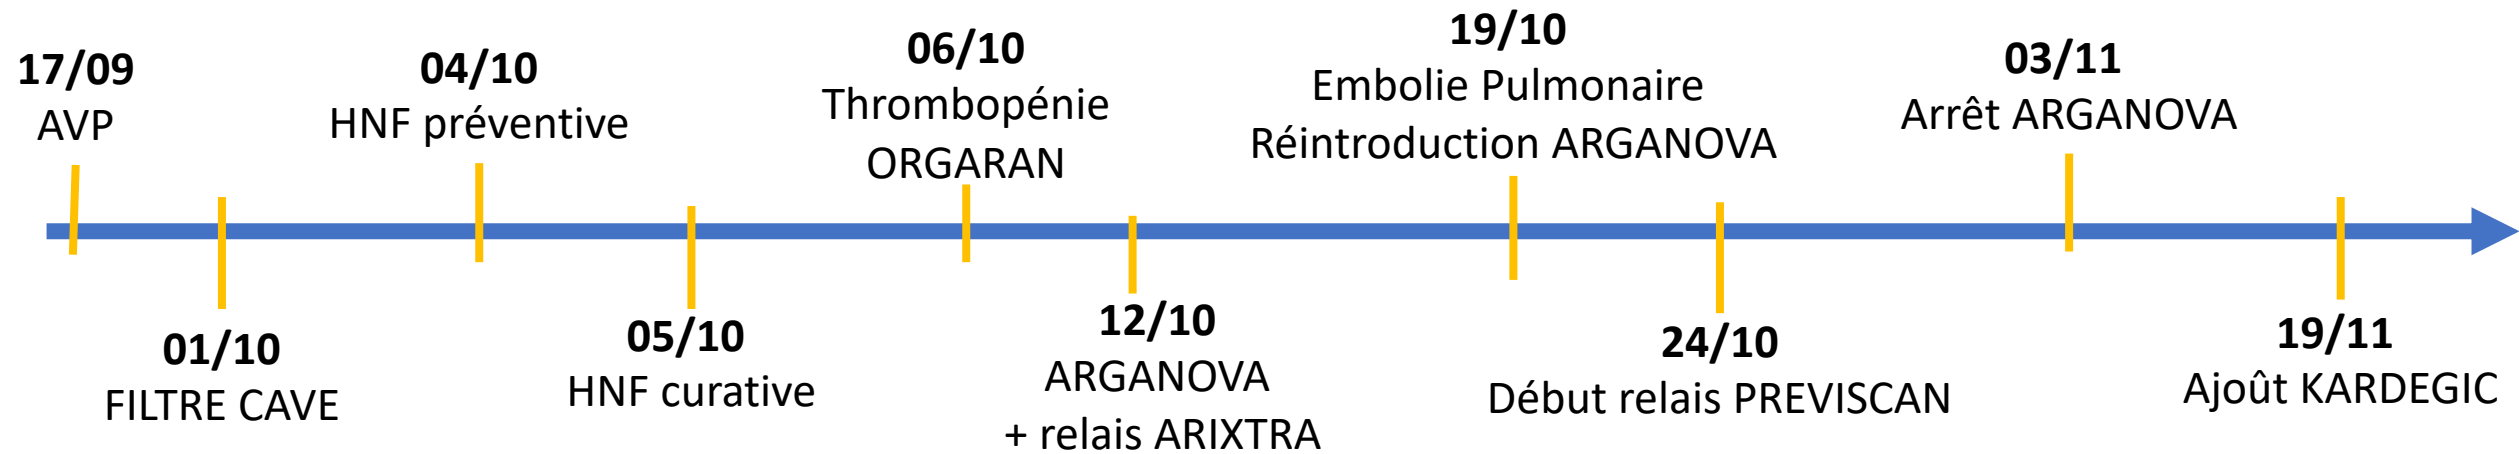 17/09
AVP
01/10
FILTRE CAVE
04/10
HNF préventive
05/10
HNF curative
06/10
Thrombopénie
ORGARAN
12/10
ARGANOVA
+ relais ARIXTRA
19/10
Embolie Pulmonaire
Réintroduction ARGANOVA
24/10
Début relais PREVISCAN
03/11
Arrêt ARGANOVA
19/11
Ajoût KARDEGIC